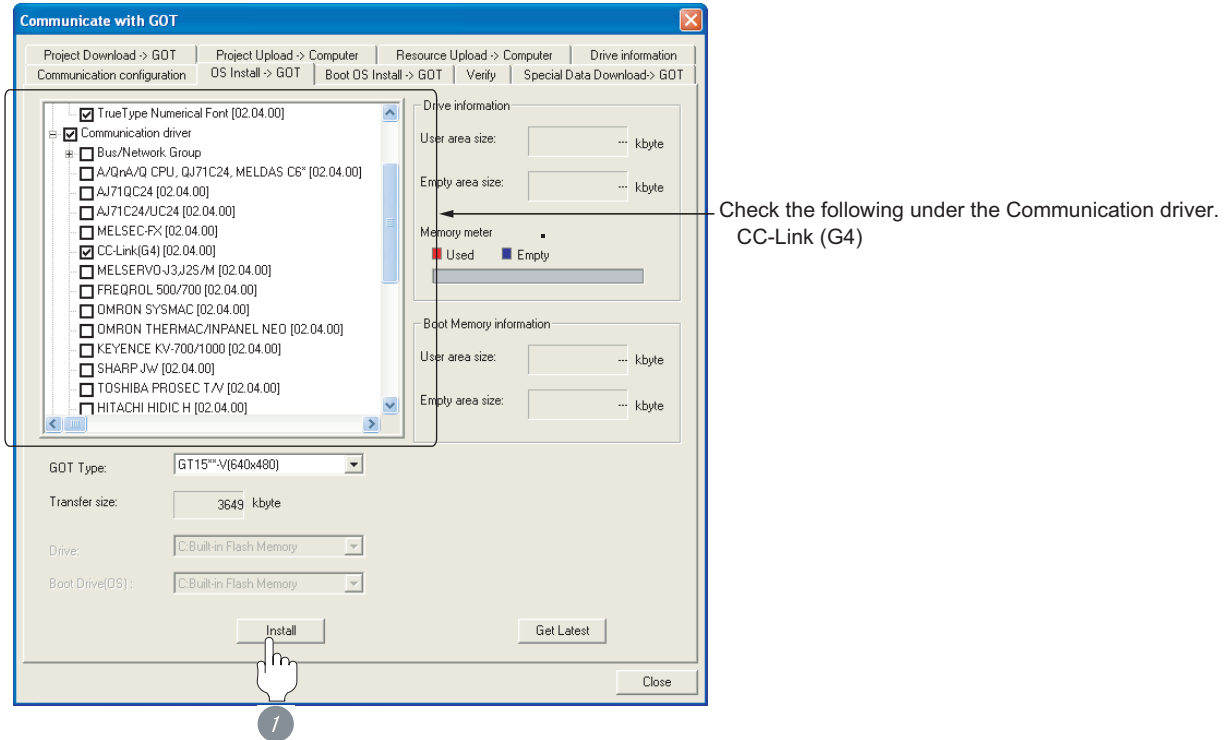 Communicate with GOT
Project Download -> GOT
Project Upload -> Computer
Resource Upload -> Computer
Drive information
Communication configuration
OS Install -> GOT
Boot OS Install -> GOT
Verify
Special Data Download-> GOT
TrueType Numerical Font [02.04.00]
Communication driver
Bus/Network Group
A/QnA/Q CPU, QJ71C24, MELDAS C6* [02.04.00]
AJ71QC24 [02.04.00]
AJ71C24/UC24 [02.04.00]
MELSEC-FX [02.04.00]
CC-Link(G4) [02.04.00]
MELSERVO-J3,J2S/M [02.04.00]
FREQROL 500/700 [02.04.00]
OMRON SYSMAC [02.04.00]
OMRON THERMAC/INPANEL NEO [02.04.00]
KEYENCE KV-700/1000 [02.04.00]
SHARP JW [02.04.00]
TOSHIBA PROSEC T/V [02.04.00]
HITACHI HIDIC H [02.04.00]
Drive information
User area size: --- kbyte
Empty area size: --- kbyte
Memory meter
Used Empty
Boot Memory information
User area size: --- kbyte
Empty area size: --- kbyte
Check the following under the Communication driver.
CC-Link (G4)
GOT Type: GT15**-V(640x480)
Transfer size: 3649 kbyte
Drive: C:Built-in Flash Memory
Boot Drive(OS) : C:Built-in Flash Memory
Install
Get Latest
Close
1